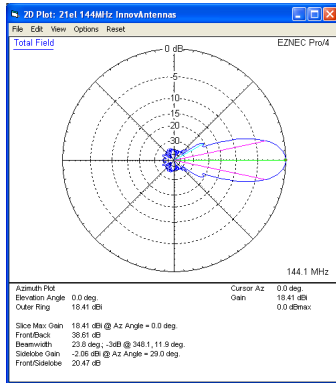 2D Plot: 21el 144MHz InnovAntennas
File Edit View Options Reset
Total Field
EZNEC Pro/4
0 dB
-5
-10
-15
-20
-30
144.1 MHz
Azimuth Plot
Elevation Angle 0.0 deg.
Outer Ring 18.41 dBi
Cursor Az 0.0 deg.
Gain 18.41 dBi
0.0 dBmax
Slice Max Gain 18.41 dBi @ Az Angle = 0.0 deg.
Front/Back 38.61 dB
Beamwidth 23.8 deg.; -3dB @ 348.1, 11.9 deg.
Sidelobe Gain -2.06 dBi @ Az Angle = 29.0 deg.
Front/Sidelobe 20.47 dB